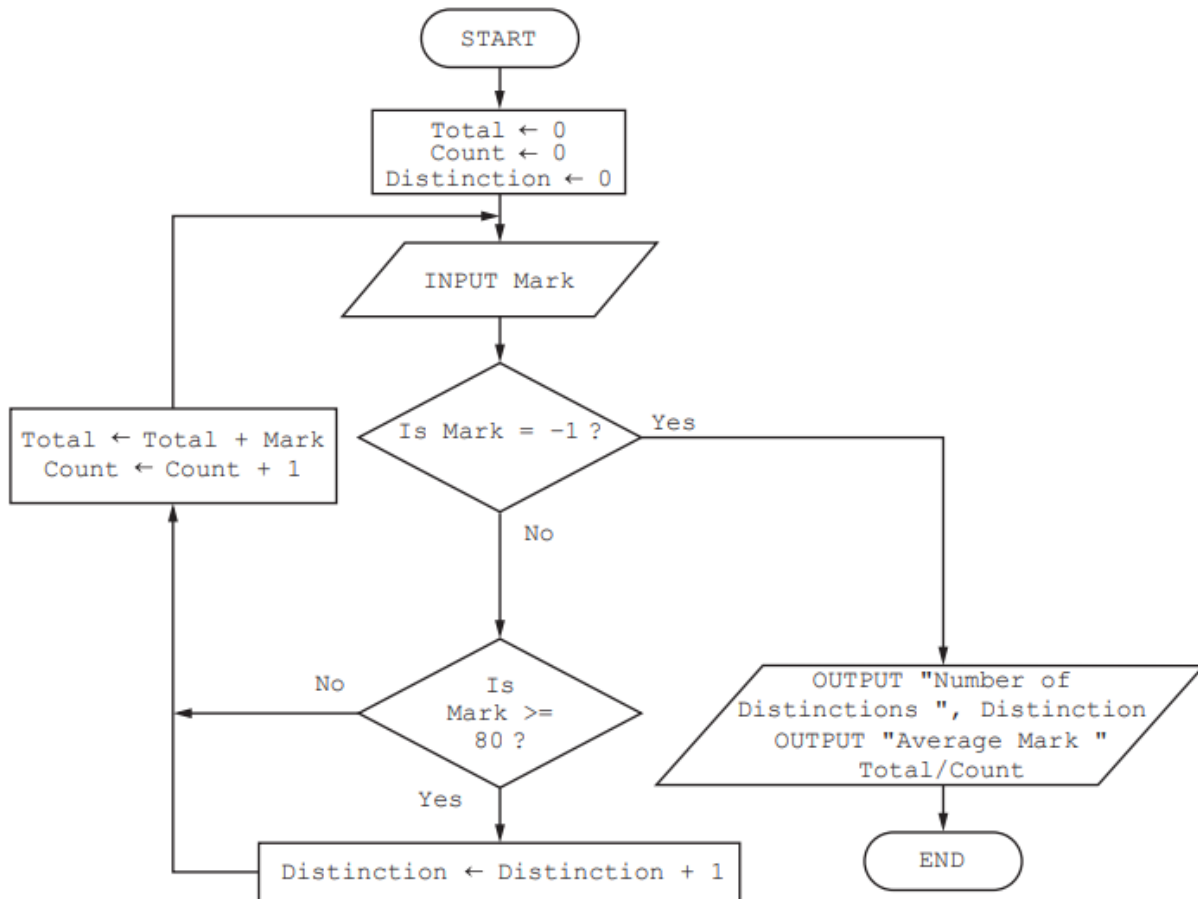 START
Total ← 0
Count ← 0
Distinction ← 0
INPUT Mark
Is Mark = −1 ?
Yes
No
Total ← Total + Mark
Count ← Count + 1
Is
Mark >=
80 ?
No
Yes
Distinction ← Distinction + 1
OUTPUT "Number of
Distinctions ", Distinction
OUTPUT "Average Mark "
Total/Count
END